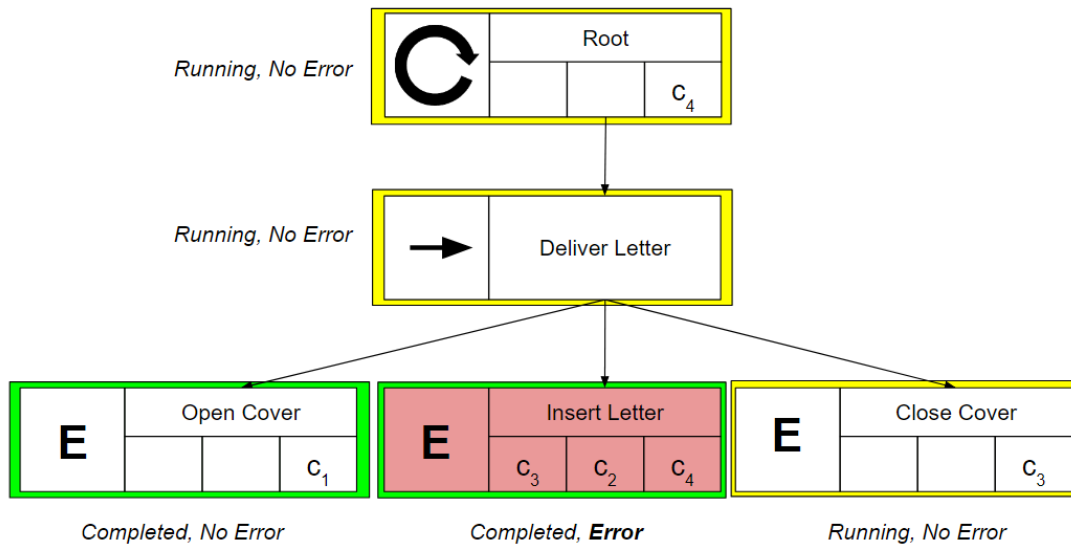 Root
Running, No Error
c4
Running, No Error
Deliver Letter
E
Open Cover
c1
E
Insert Letter
c3 c2 c4
E
Close Cover
c3
Completed, No Error
Completed, Error
Running, No Error